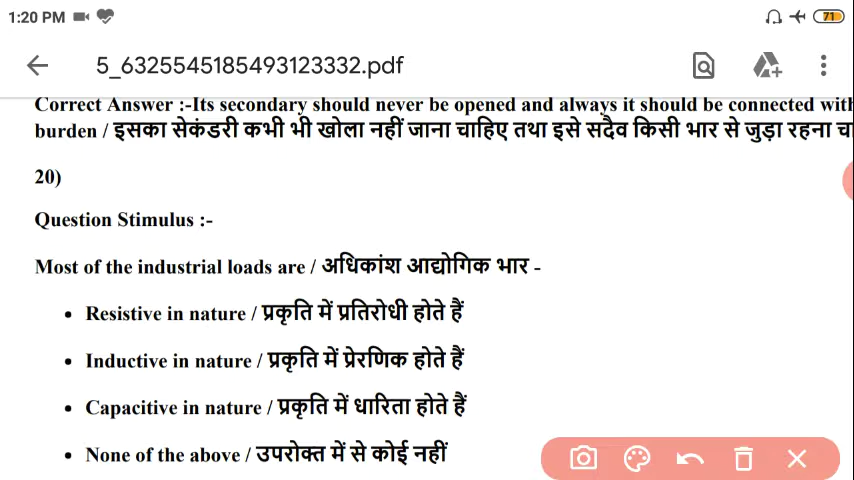 1:20 PM
71
5_6325545185493123332.pdf
Correct Answer :-Its secondary should never be opened and always it should be connected with
burden / इसका सेकंडरी कभी भी खोला नहीं जाना चाहिए तथा इसे सदैव किसी भार से जुड़ा रहना चा
20)
Question Stimulus :-
Most of the industrial loads are / अधिकांश आद्योगिक भार -
• Resistive in nature / प्रकृति में प्रतिरोधी होते हैं
• Inductive in nature / प्रकृति में प्रेरणिक होते हैं
• Capacitive in nature / प्रकृति में धारिता होते हैं
• None of the above / उपरोक्त में से कोई नहीं